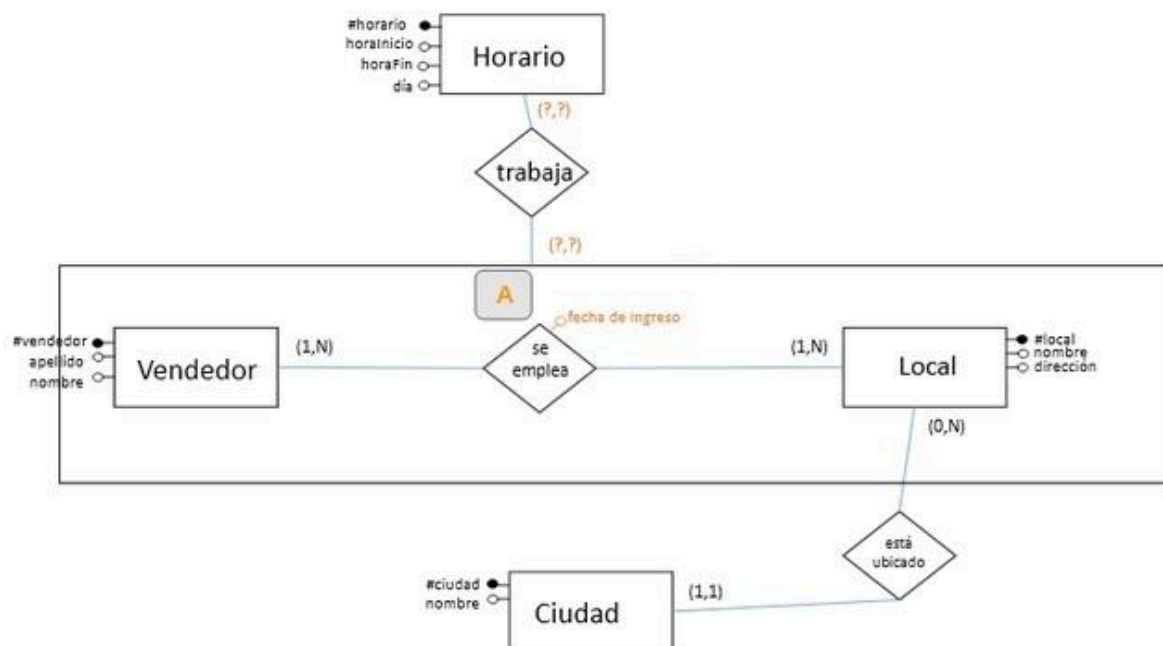 #horario
horaInicio
horaFin
día
Horario
(?,?)
trabaja
(?,?)
A
fecha de ingreso
#vendedor
apellido
nombre
Vendedor
(1,N)
se
emplea
(1,N)
Local
#local
nombre
dirección
(0,N)
está
ubicado
#ciudad
nombre
Ciudad
(1,1)